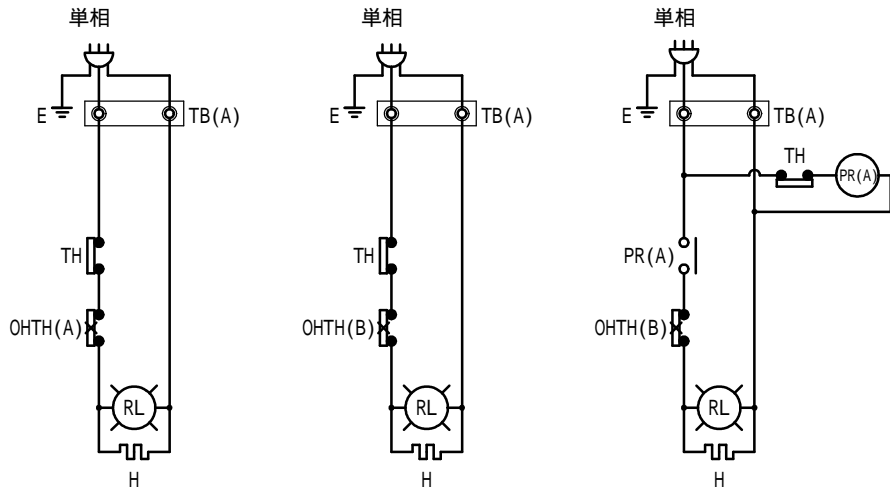 単相
E
TB(A)
TH
OHTH(A)
RL
H
単相
E
TB(A)
TH
OHTH(B)
RL
H
単相
E
TB(A)
TH
PR(A)
PR(A)
OHTH(B)
RL
H